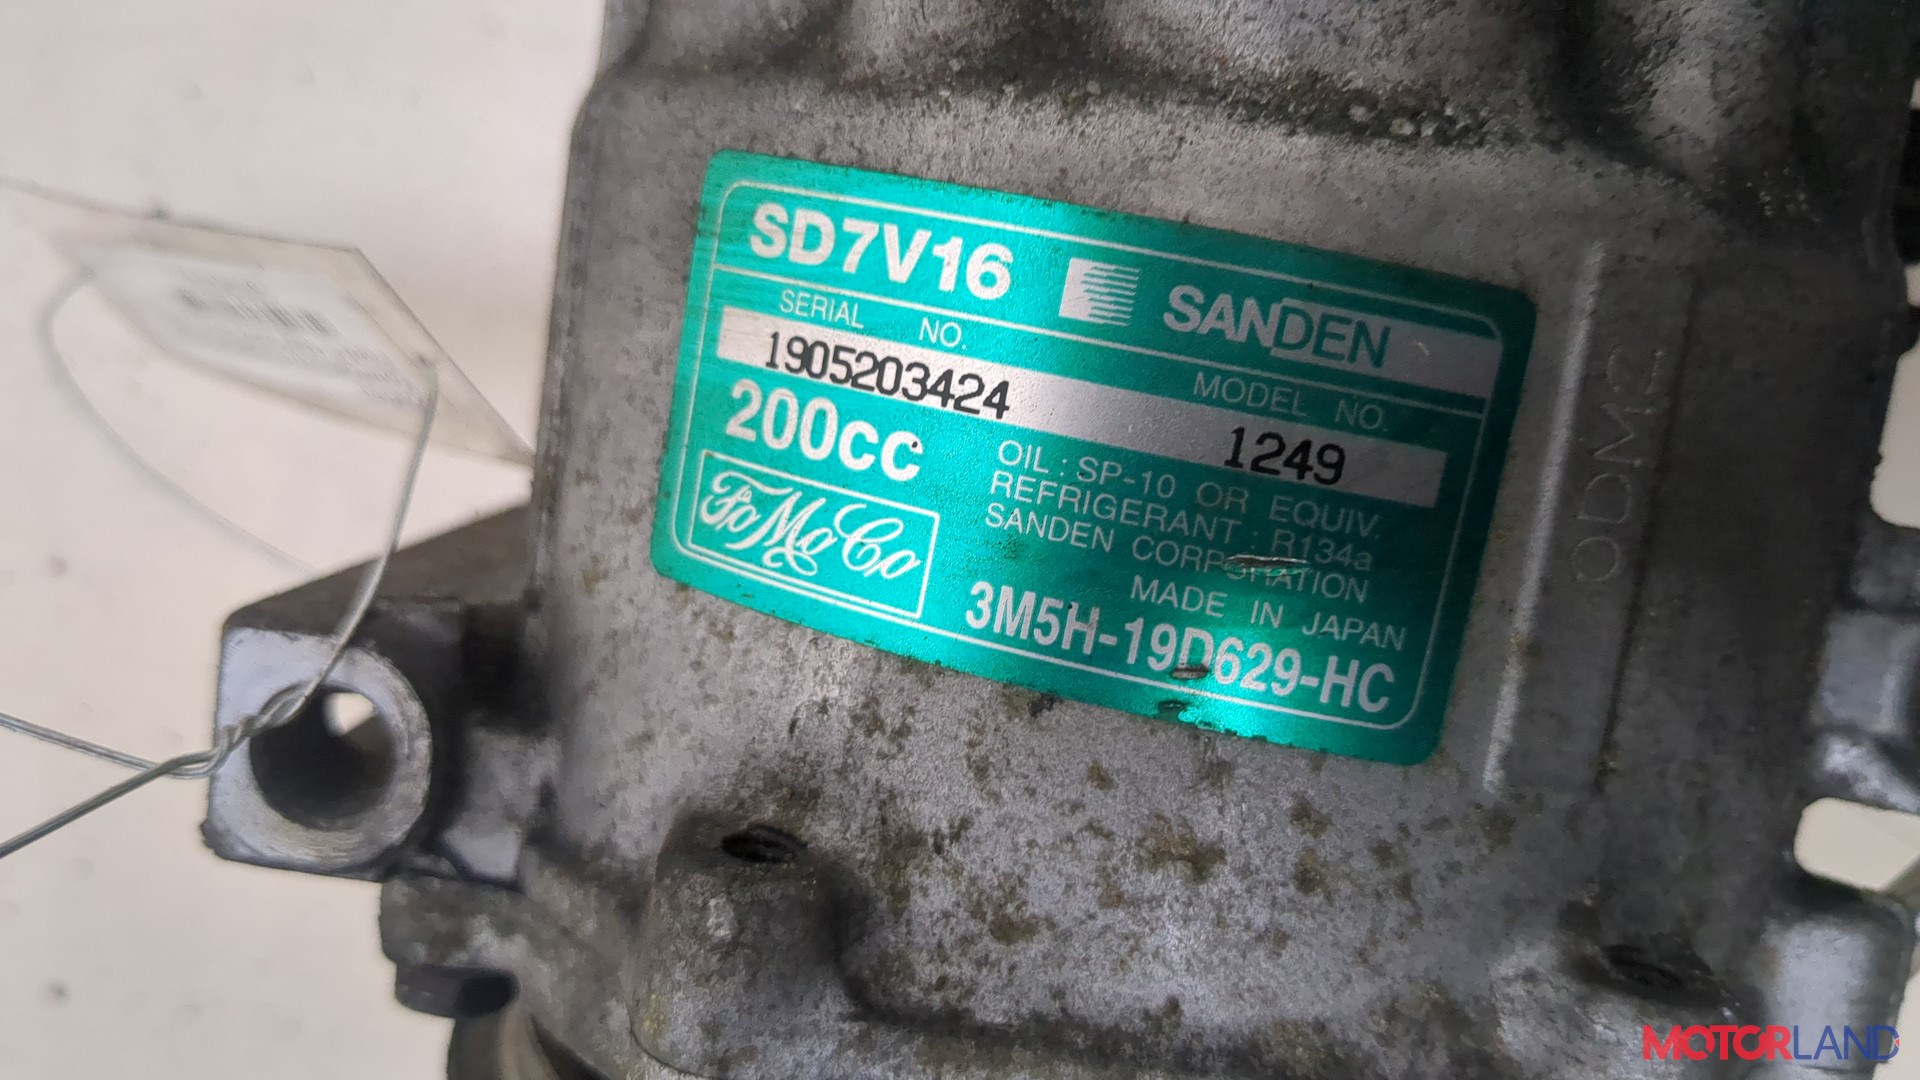 SD7V16 SANDEN
SERIAL NO.
1905203424
MODEL NO.
1249
200cc
OIL : SP-10 OR EQUIV.
REFRIGERANT : R134a
SANDEN CORPORATION
MADE IN JAPAN
FoMoCo
3M5H-19D629-HC
MOTORLAND